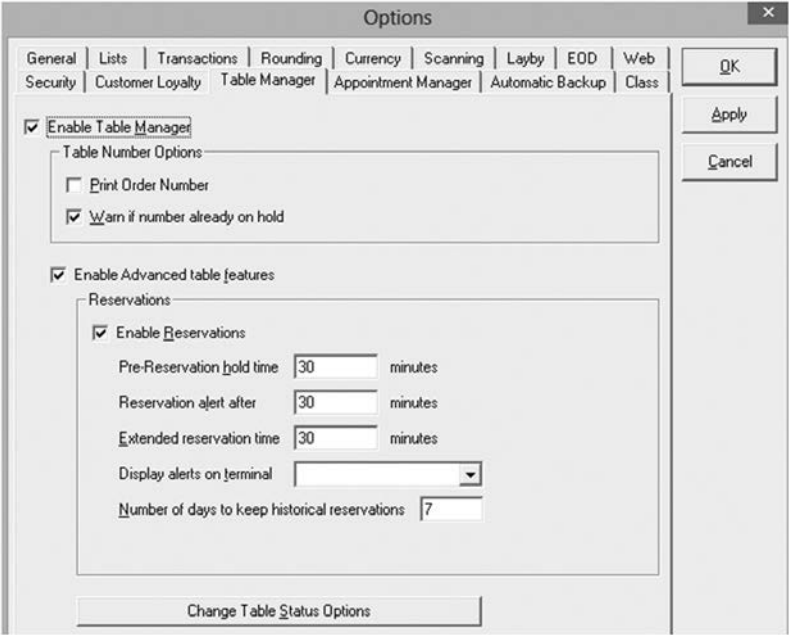 Options
General Lists Transactions Rounding Currency Scanning Layby EOD Web
Security Customer Loyalty Table Manager Appointment Manager Automatic Backup Class
OK
Apply
Cancel
Enable Table Manager
Table Number Options
Print Order Number
Warn if number already on hold
Enable Advanced table features
Reservations
Enable Reservations
Pre-Reservation hold time 30 minutes
Reservation alert after 30 minutes
Extended reservation time 30 minutes
Display alerts on terminal
Number of days to keep historical reservations 7
Change Table Status Options